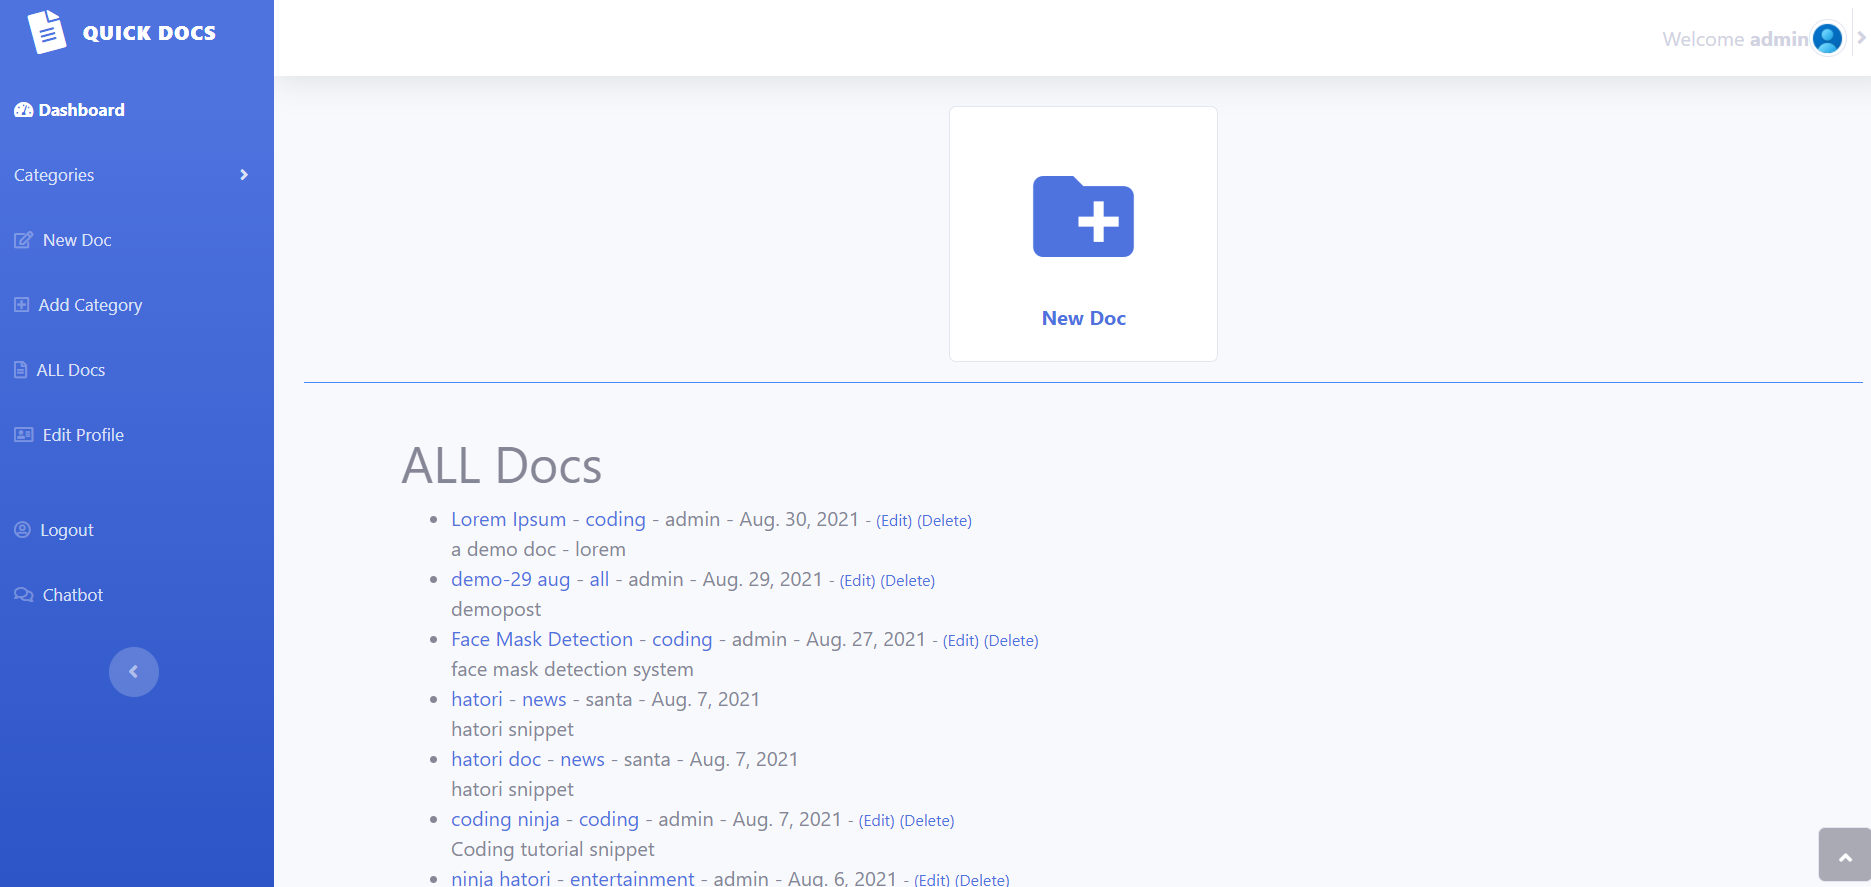 QUICK DOCS
Welcome admin
Dashboard
Categories
New Doc
Add Category
ALL Docs
Edit Profile
Logout
Chatbot
New Doc
ALL Docs
Lorem Ipsum - coding - admin - Aug. 30, 2021 - (Edit) (Delete)
a demo doc - lorem
demo-29 aug - all - admin - Aug. 29, 2021 - (Edit) (Delete)
demopost
Face Mask Detection - coding - admin - Aug. 27, 2021 - (Edit) (Delete)
face mask detection system
hatori - news - santa - Aug. 7, 2021
hatori snippet
hatori doc - news - santa - Aug. 7, 2021
hatori snippet
coding ninja - coding - admin - Aug. 7, 2021 - (Edit) (Delete)
Coding tutorial snippet
ninja hatori - entertainment - admin - Aug. 6, 2021 - (Edit) (Delete)